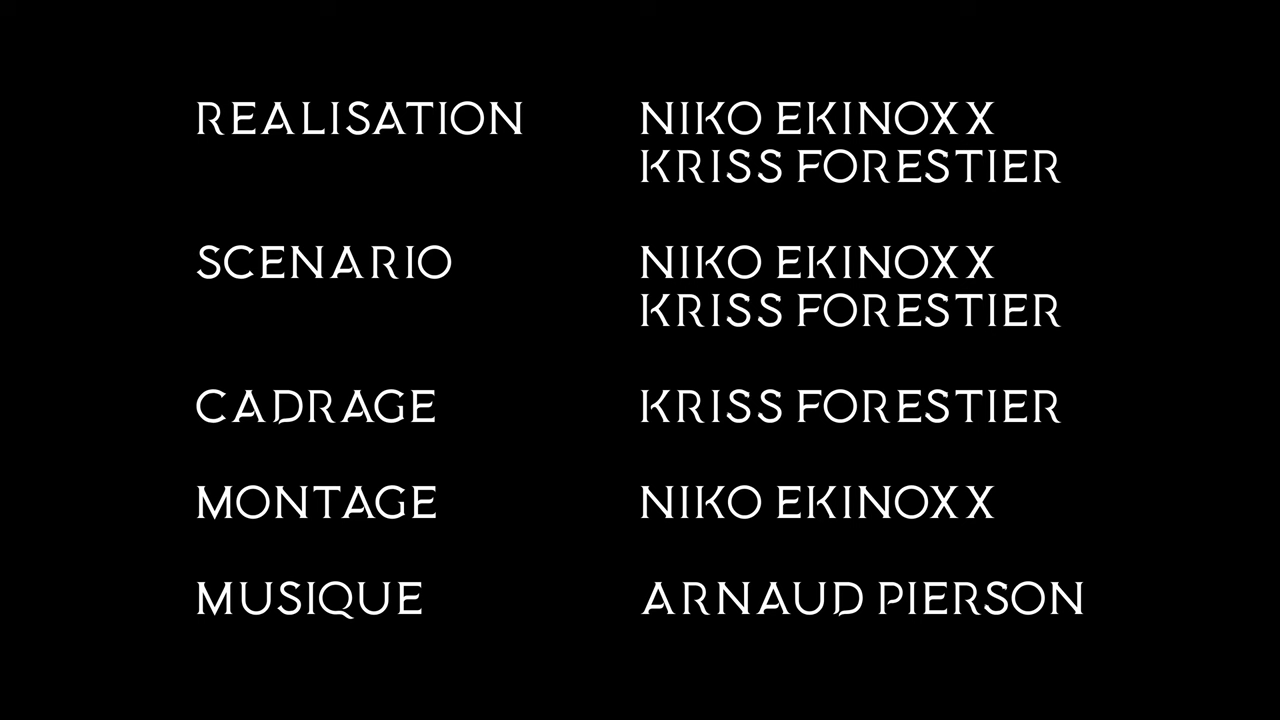 REALISATION NIKO EKINOXX
KRISS FORESTIER
SCENARIO NIKO EKINOXX
KRISS FORESTIER
CADRAGE KRISS FORESTIER
MONTAGE NIKO EKINOXX
MUSIQUE ARNAUD PIERSON